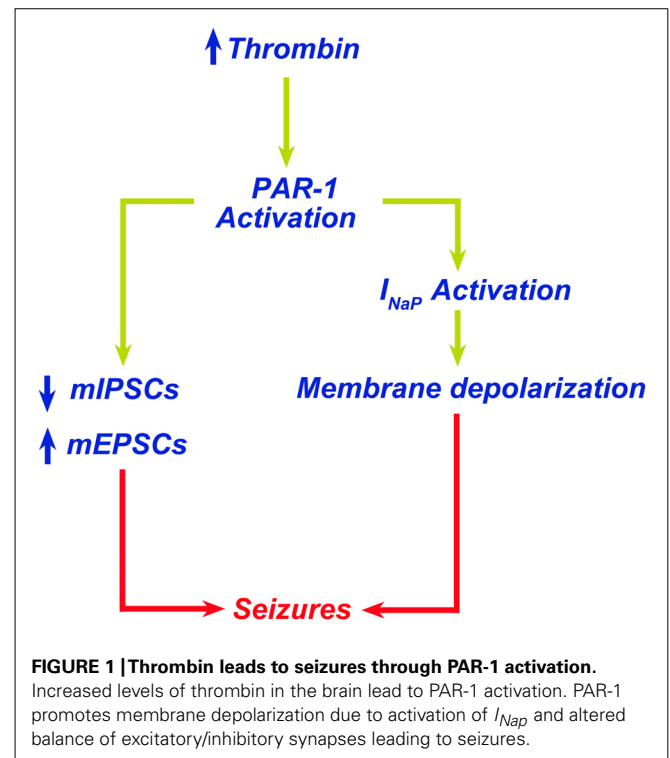 ↑ Thrombin
PAR-1
Activation
I_NaP Activation
↓ mIPSCs
Membrane depolarization
↑ mEPSCs
Seizures
FIGURE 1 | Thrombin leads to seizures through PAR-1 activation.
Increased levels of thrombin in the brain lead to PAR-1 activation. PAR-1
promotes membrane depolarization due to activation of I_Nap and altered
balance of excitatory/inhibitory synapses leading to seizures.